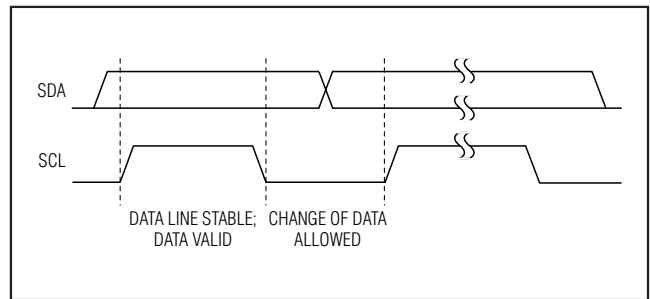 SDA
SCL
DATA LINE STABLE;
DATA VALID
CHANGE OF DATA
ALLOWED